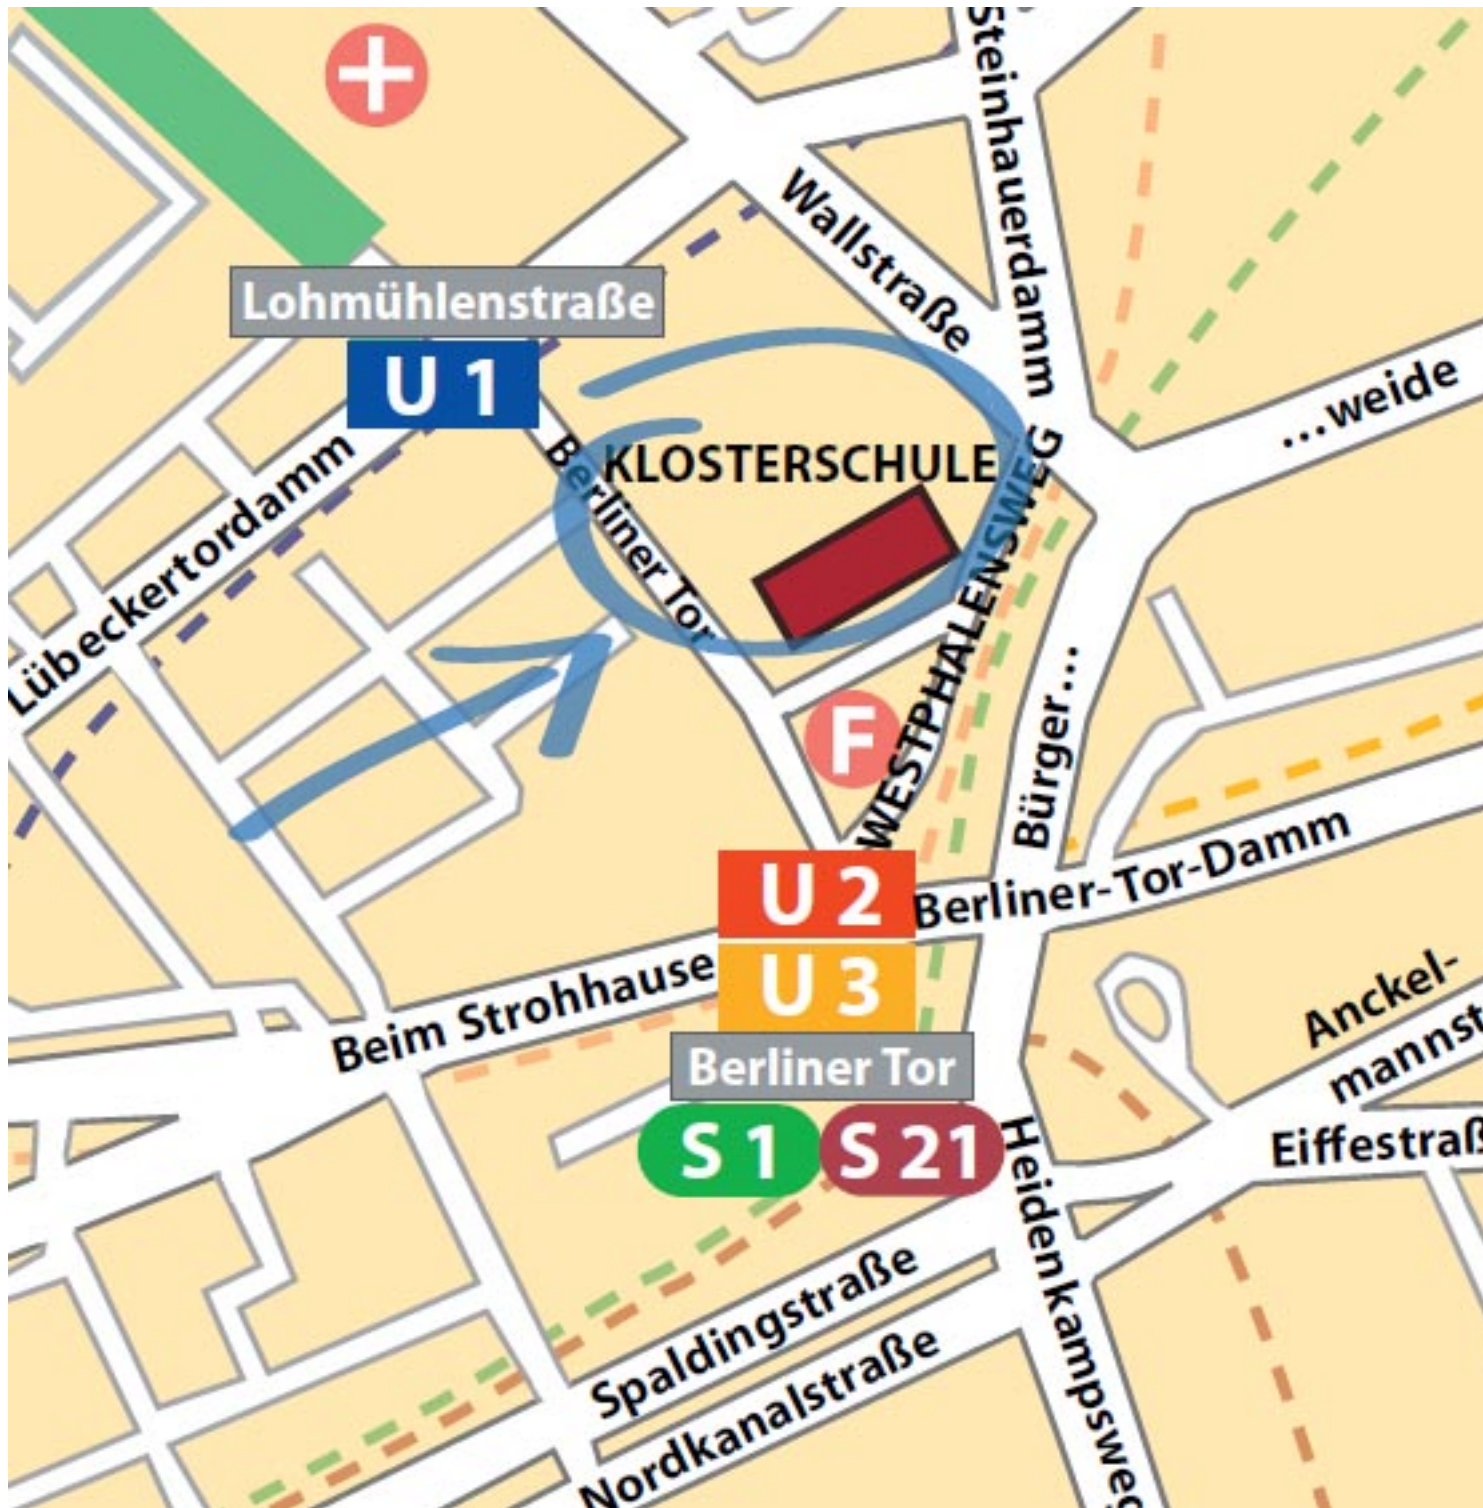 Steinhauerdamm
Wallstraße
Lohmühlenstraße
U 1
...weide
KLOSTERSCHULE
Berliner Tor
WESTPHALENSWEG
Lübeckertordamm
F
Bürger...
U 2
Berliner-Tor-Damm
U 3
Beim Strohhause
Berliner Tor
Anckel-
mannst
S 1
S 21
Eiffestraß
Heidenkampsweg
Spaldingstraße
Nordkanalstraße